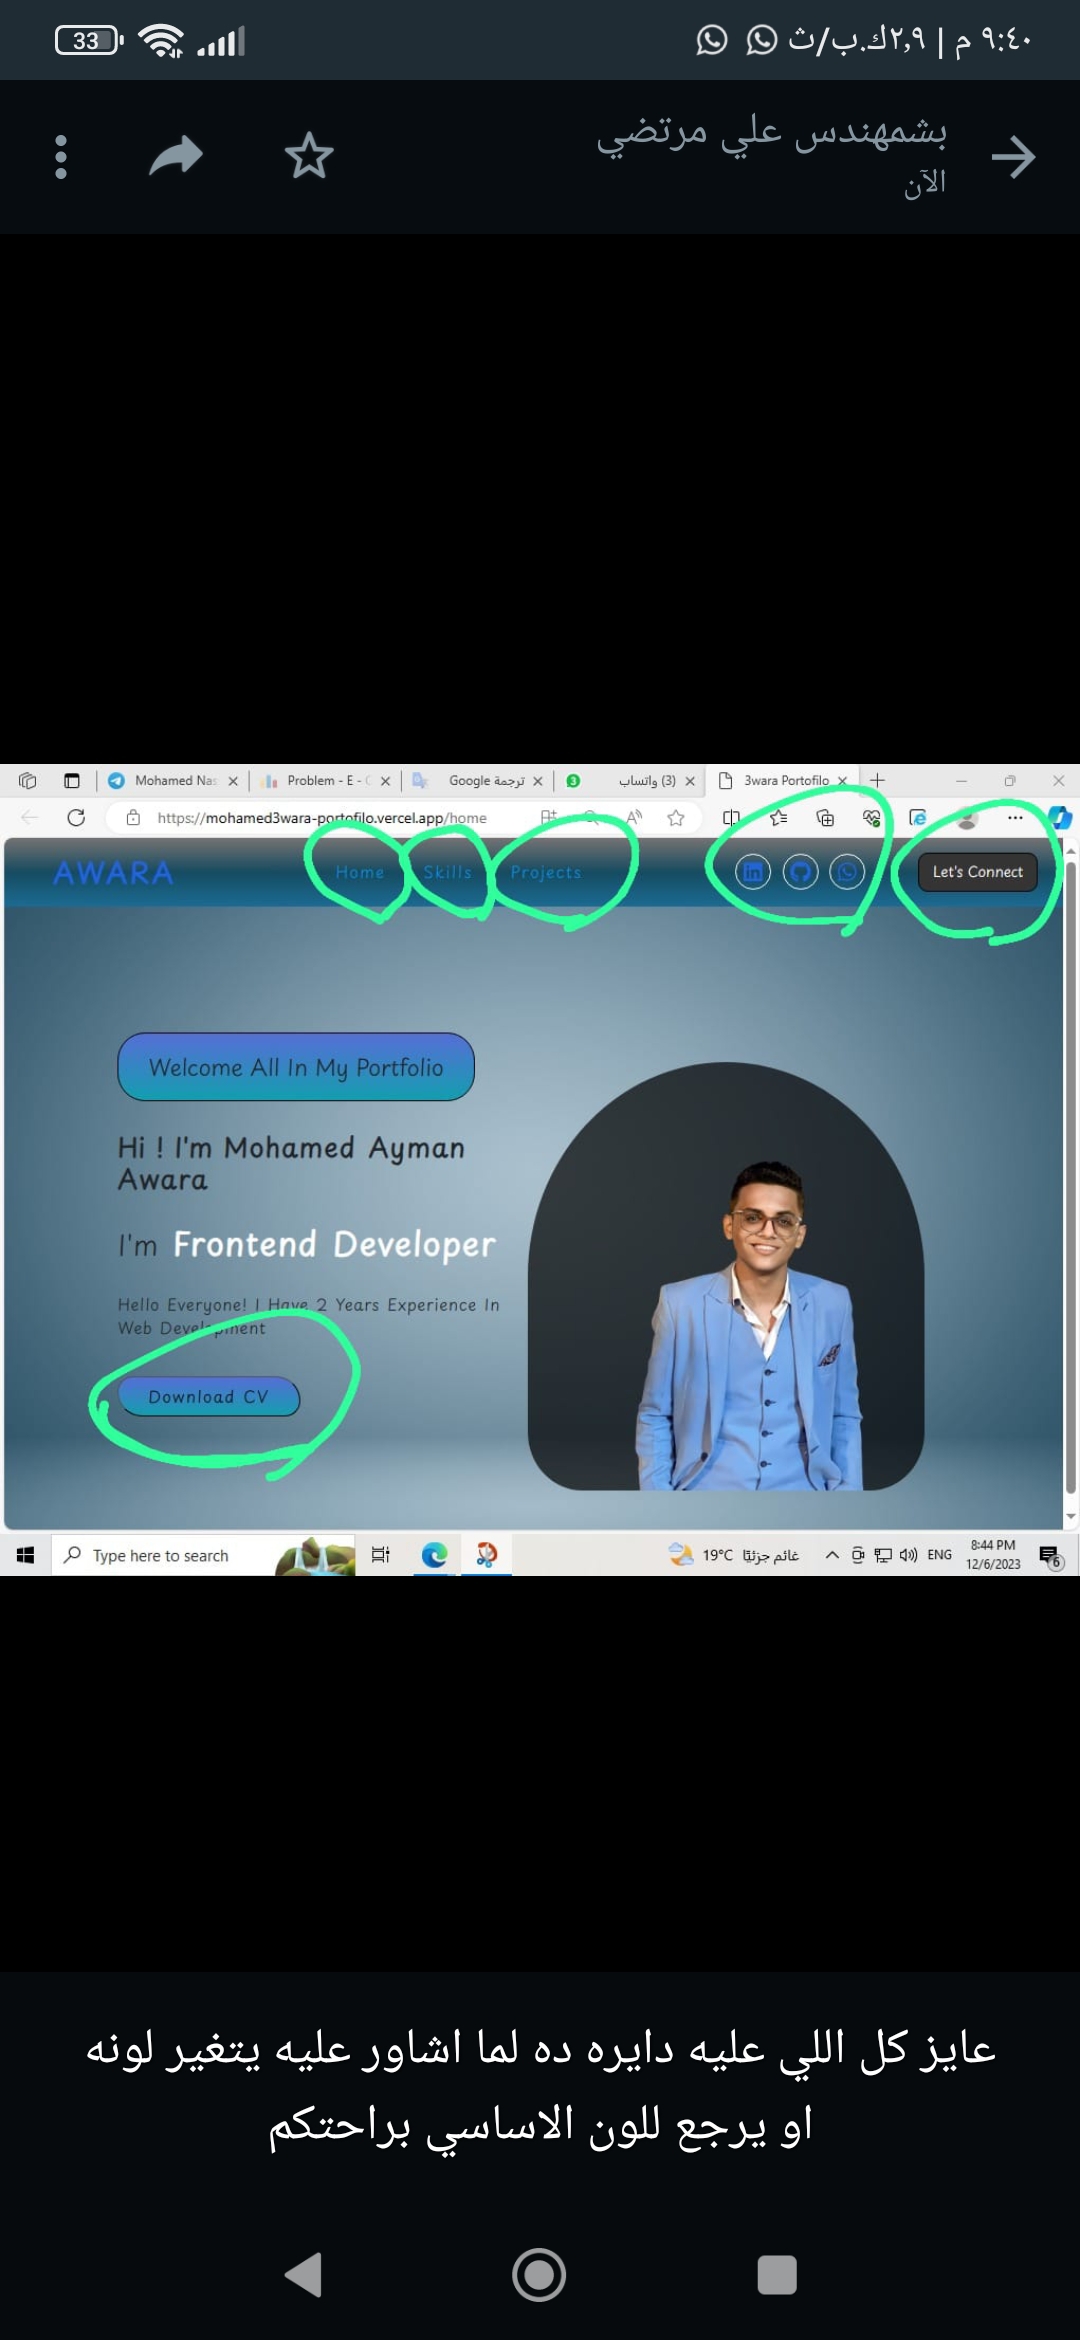 33
٩:٤٠ م | ٢,٩ك.ب/ث
بشمهندس علي مرتضي
الآن
Mohamed Nas
Problem - E - C
ترجمة Google
(3) واتساب
3wara Portofilo
https://mohamed3wara-portofilo.vercel.app/home
AWARA
Home
Skills
Projects
Let's Connect
Welcome All In My Portfolio
Hi ! I'm Mohamed Ayman
Awara
I'm Frontend Developer
Hello Everyone! I Have 2 Years Experience In
Web Development
Download CV
Type here to search
19°C غائم جزئيًا
ENG
8:44 PM
12/6/2023
6
عايز كل اللي عليه دايره ده لما اشاور عليه يتغير لونه
او يرجع للون الاساسي براحتكم